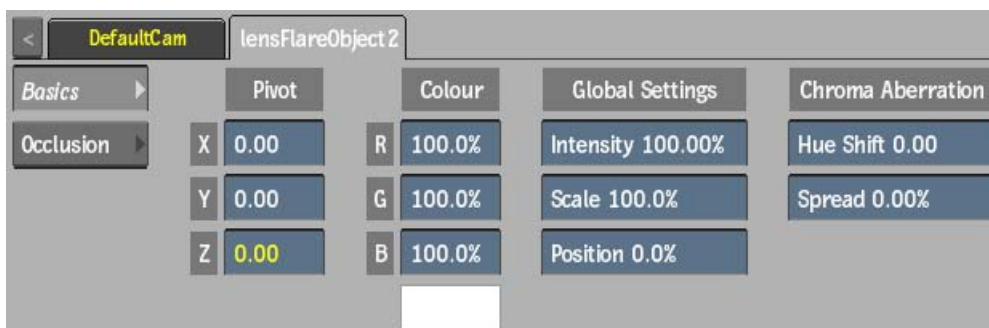 < DefaultCam lensFlareObject2
Basics Pivot Colour Global Settings Chroma Aberration
Occlusion X 0.00 R 100.0% Intensity 100.00% Hue Shift 0.00
Y 0.00 G 100.0% Scale 100.0% Spread 0.00%
Z 0.00 B 100.0% Position 0.0%